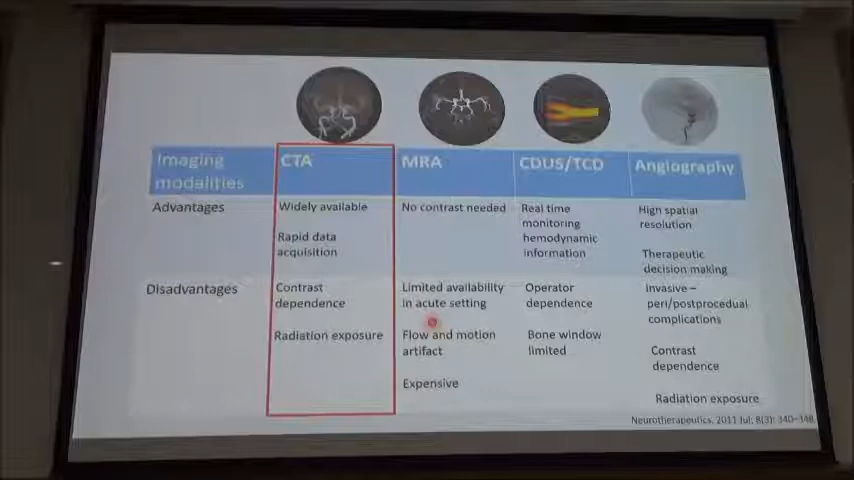 Imaging modalities
CTA
MRA
CDUS/TCD
Angiography
Advantages
Widely available
Rapid data
acquisition
No contrast needed
Real time
monitoring
hemodynamic
information
High spatial
resolution
Therapeutic
decision making
Disadvantages
Contrast
dependence
Radiation exposure
Limited availability
in acute setting
Flow and motion
artifact
Expensive
Operator
dependence
Bone window
limited
Invasive –
peri/postprocedual
complications
Contrast
dependence
Radiation exposure
Neurotherapeutics. 2011 Jul; 8(3): 340–348